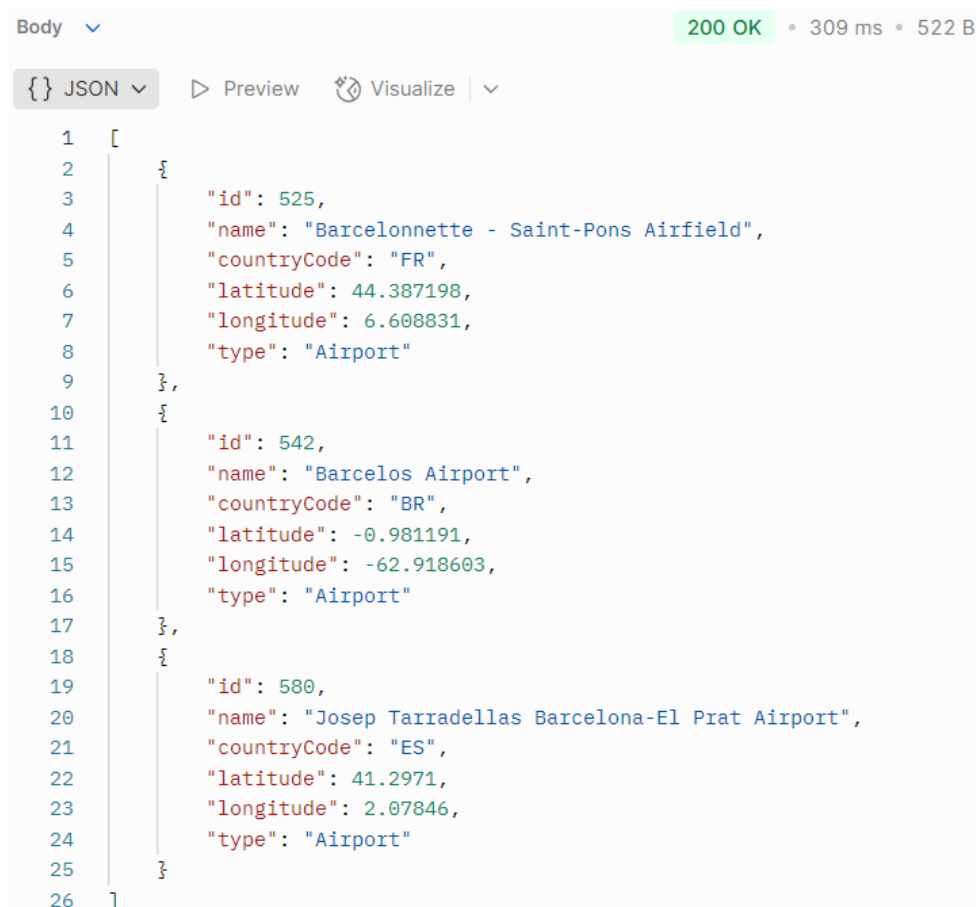 Body 200 OK • 309 ms • 522 B
{} JSON Preview Visualize
1 [
2 {
3 "id": 525,
4 "name": "Barcelonnette - Saint-Pons Airfield",
5 "countryCode": "FR",
6 "latitude": 44.387198,
7 "longitude": 6.608831,
8 "type": "Airport"
9 },
10 {
11 "id": 542,
12 "name": "Barcelos Airport",
13 "countryCode": "BR",
14 "latitude": -0.981191,
15 "longitude": -62.918603,
16 "type": "Airport"
17 },
18 {
19 "id": 580,
20 "name": "Josep Tarradellas Barcelona-El Prat Airport",
21 "countryCode": "ES",
22 "latitude": 41.2971,
23 "longitude": 2.07846,
24 "type": "Airport"
25 }
26 ]